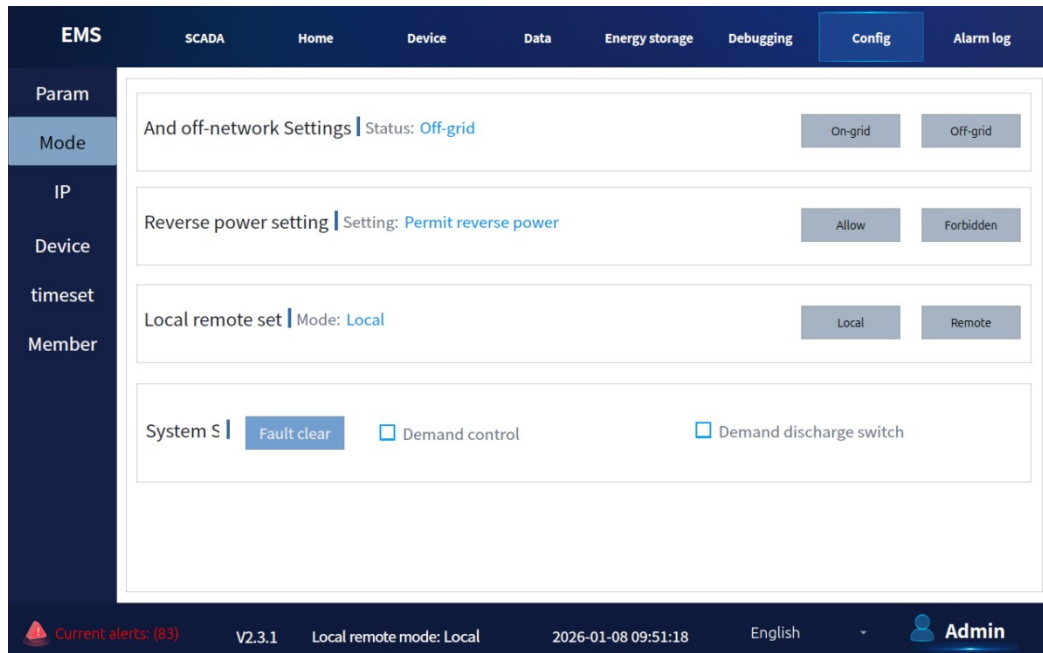 EMS SCADA Home Device Data Energy storage Debugging Config Alarm log
Param
Mode
IP
Device
timeset
Member
And off-network Settings Status: Off-grid On-grid Off-grid
Reverse power setting Setting: Permit reverse power Allow Forbidden
Local remote set Mode: Local Local Remote
System S Fault clear Demand control Demand discharge switch
Current alerts: (83) V2.3.1 Local remote mode: Local 2026-01-08 09:51:18 English Admin